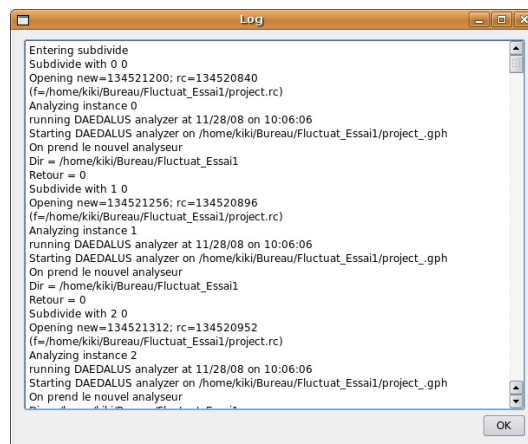 Log
Entering subdivide
Subdivide with 0 0
Opening new=134521200; rc=134520840
(f=/home/kiki/Bureau/Fluctuat_Essai1/project.rc)
Analyzing instance 0
running DAEDALUS analyzer at 11/28/08 on 10:06:06
Starting DAEDALUS analyzer on /home/kiki/Bureau/Fluctuat_Essai1/project_.gph
On prend le nouvel analyseur
Dir = /home/kiki/Bureau/Fluctuat_Essai1
Retour = 0
Subdivide with 1 0
Opening new=134521256; rc=134520896
(f=/home/kiki/Bureau/Fluctuat_Essai1/project.rc)
Analyzing instance 1
running DAEDALUS analyzer at 11/28/08 on 10:06:06
Starting DAEDALUS analyzer on /home/kiki/Bureau/Fluctuat_Essai1/project_.gph
On prend le nouvel analyseur
Dir = /home/kiki/Bureau/Fluctuat_Essai1
Retour = 0
Subdivide with 2 0
Opening new=134521312; rc=134520952
(f=/home/kiki/Bureau/Fluctuat_Essai1/project.rc)
Analyzing instance 2
running DAEDALUS analyzer at 11/28/08 on 10:06:06
Starting DAEDALUS analyzer on /home/kiki/Bureau/Fluctuat_Essai1/project_.gph
On prend le nouvel analyseur
OK